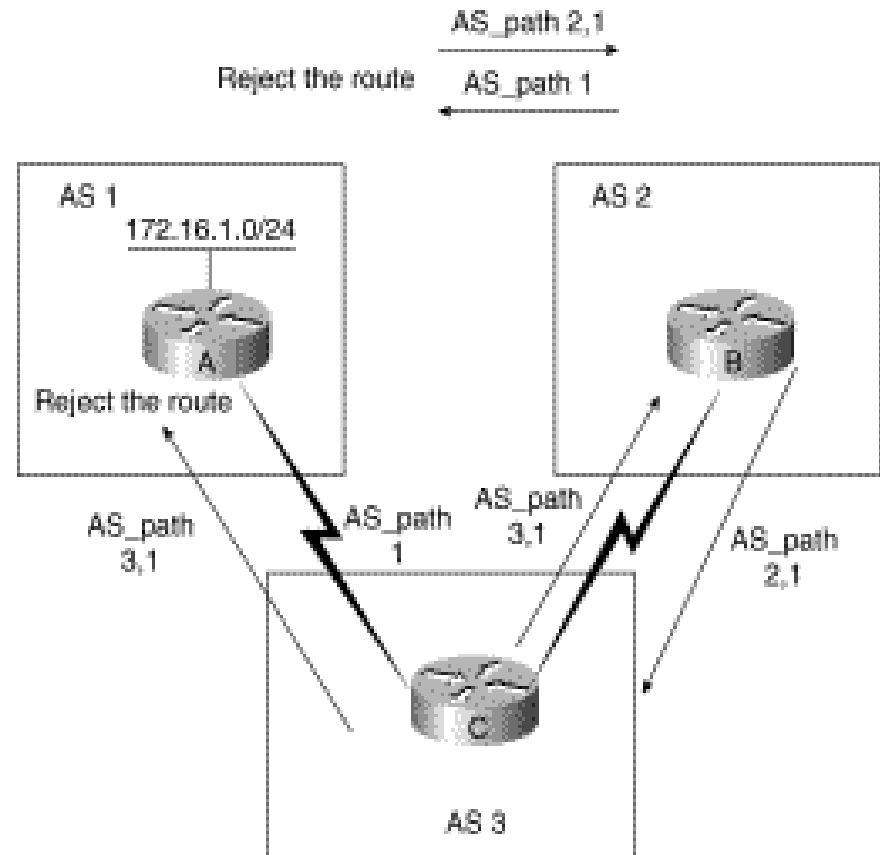 AS_path 2,1
Reject the route
AS_path 1
AS 1
172.16.1.0/24
A
Reject the route
AS 2
B
AS_path
3,1
AS_path
1
AS_path
3,1
AS_path
2,1
C
AS 3